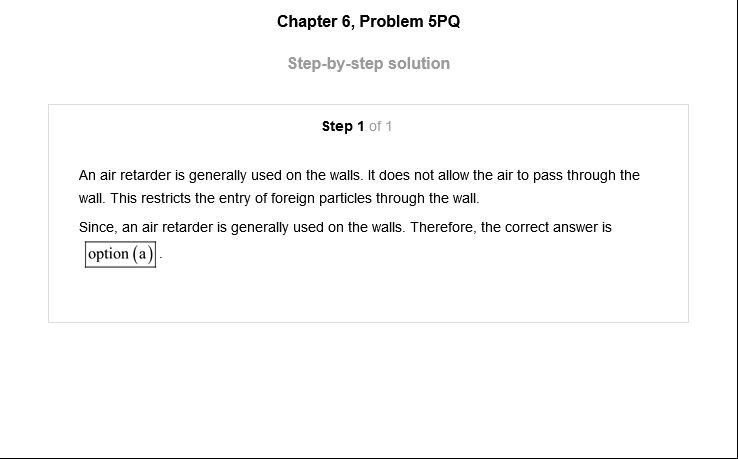 Chapter 6, Problem 5PQ
Step-by-step solution
Step 1 of 1
An air retarder is generally used on the walls. It does not allow the air to pass through the
wall. This restricts the entry of foreign particles through the wall.
Since, an air retarder is generally used on the walls. Therefore, the correct answer is
option (a).